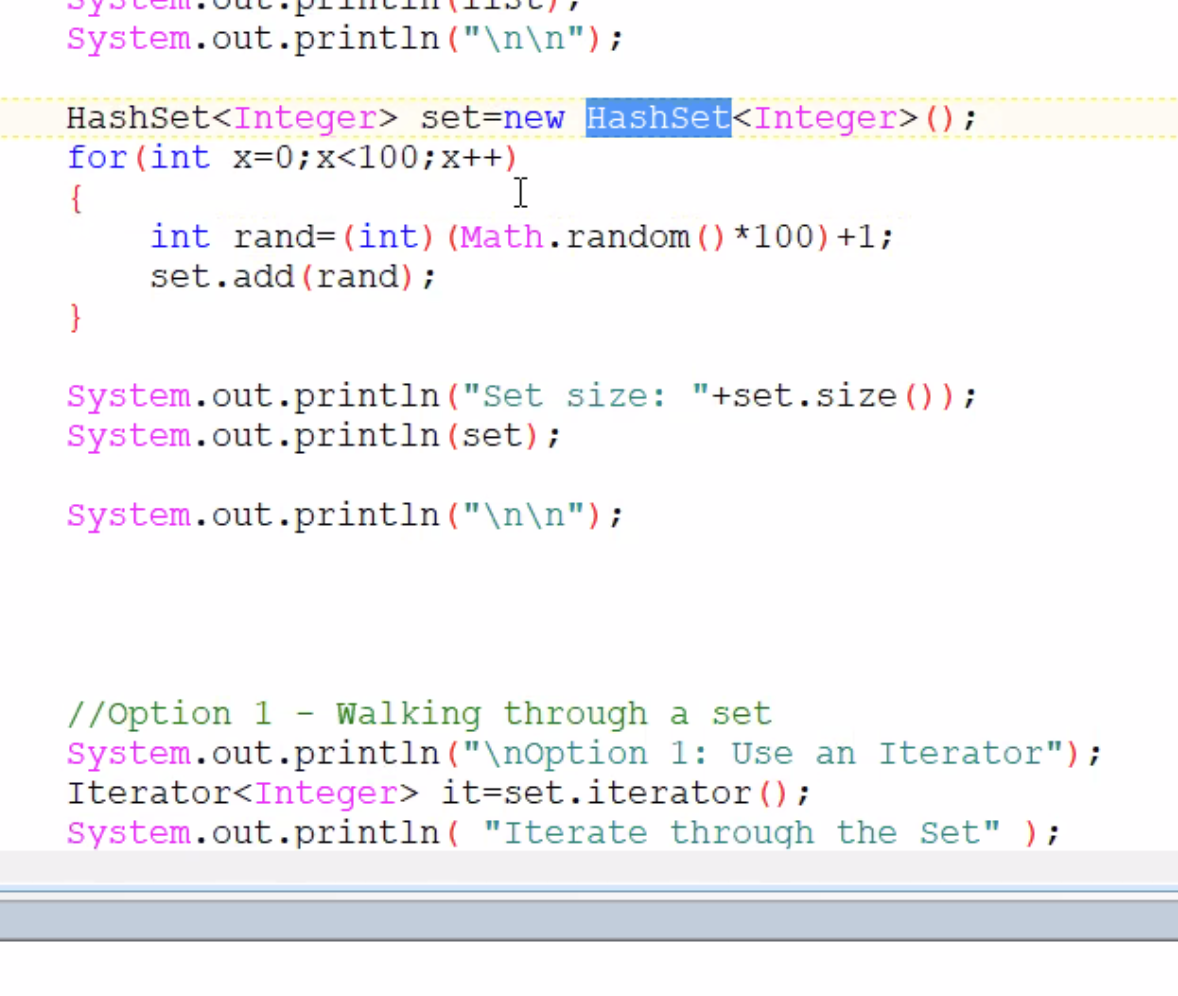 System.out.println(list);
System.out.println("\n\n");
HashSet<Integer> set=new HashSet<Integer>();
for(int x=0;x<100;x++)
{
int rand=(int)(Math.random()*100)+1;
set.add(rand);
}
System.out.println("Set size: "+set.size());
System.out.println(set);
System.out.println("\n\n");
//Option 1 - Walking through a set
System.out.println("\nOption 1: Use an Iterator");
Iterator<Integer> it=set.iterator();
System.out.println( "Iterate through the Set" );